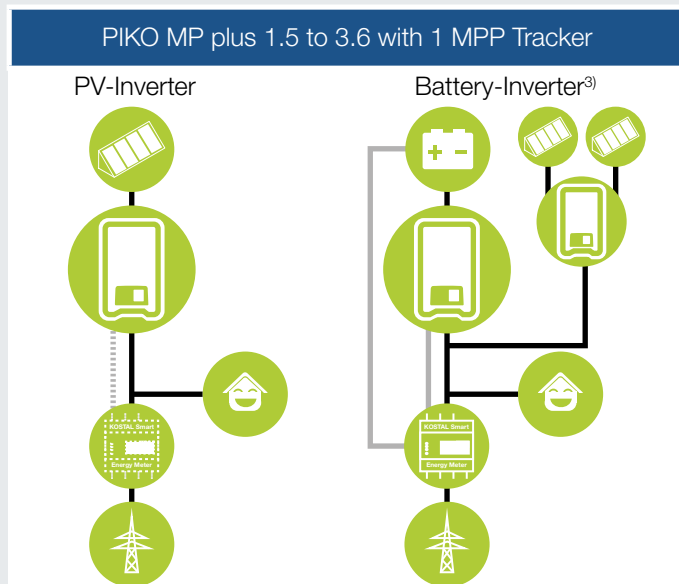 PIKO MP plus 1.5 to 3.6 with 1 MPP Tracker
PV-Inverter
Battery-Inverter³⁾
+ -
KOSTAL Smart
Energy Meter
KOSTAL Smart
Energy Meter